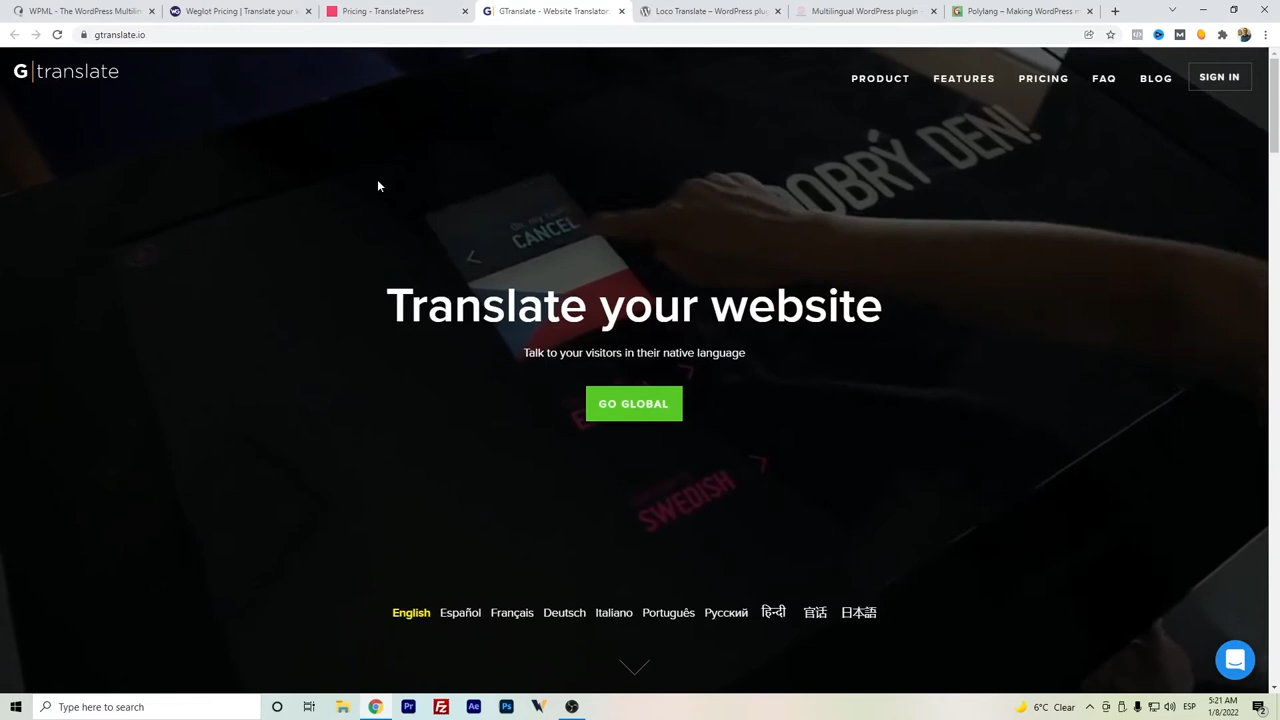 WPML - The WordPress Multilin
Weglot Pricing | Translate your w
Pricing - TranslatePress
GTranslate - Website Translator
Loco Translate – WordPress plug
Multilingual WordPress plugin –
Polylang – Making WordPress m
gtranslate.io
G|translate
PRODUCT
FEATURES
PRICING
FAQ
BLOG
SIGN IN
DOBRÝ DEN!
CANCEL
Translate your website
Talk to your visitors in their native language
GO GLOBAL
SWEDISH
English Español Français Deutsch Italiano Português Русский हिन्दी 官话 日本語
Type here to search
6°C Clear
ESP
5:21 AM
1/8/2022